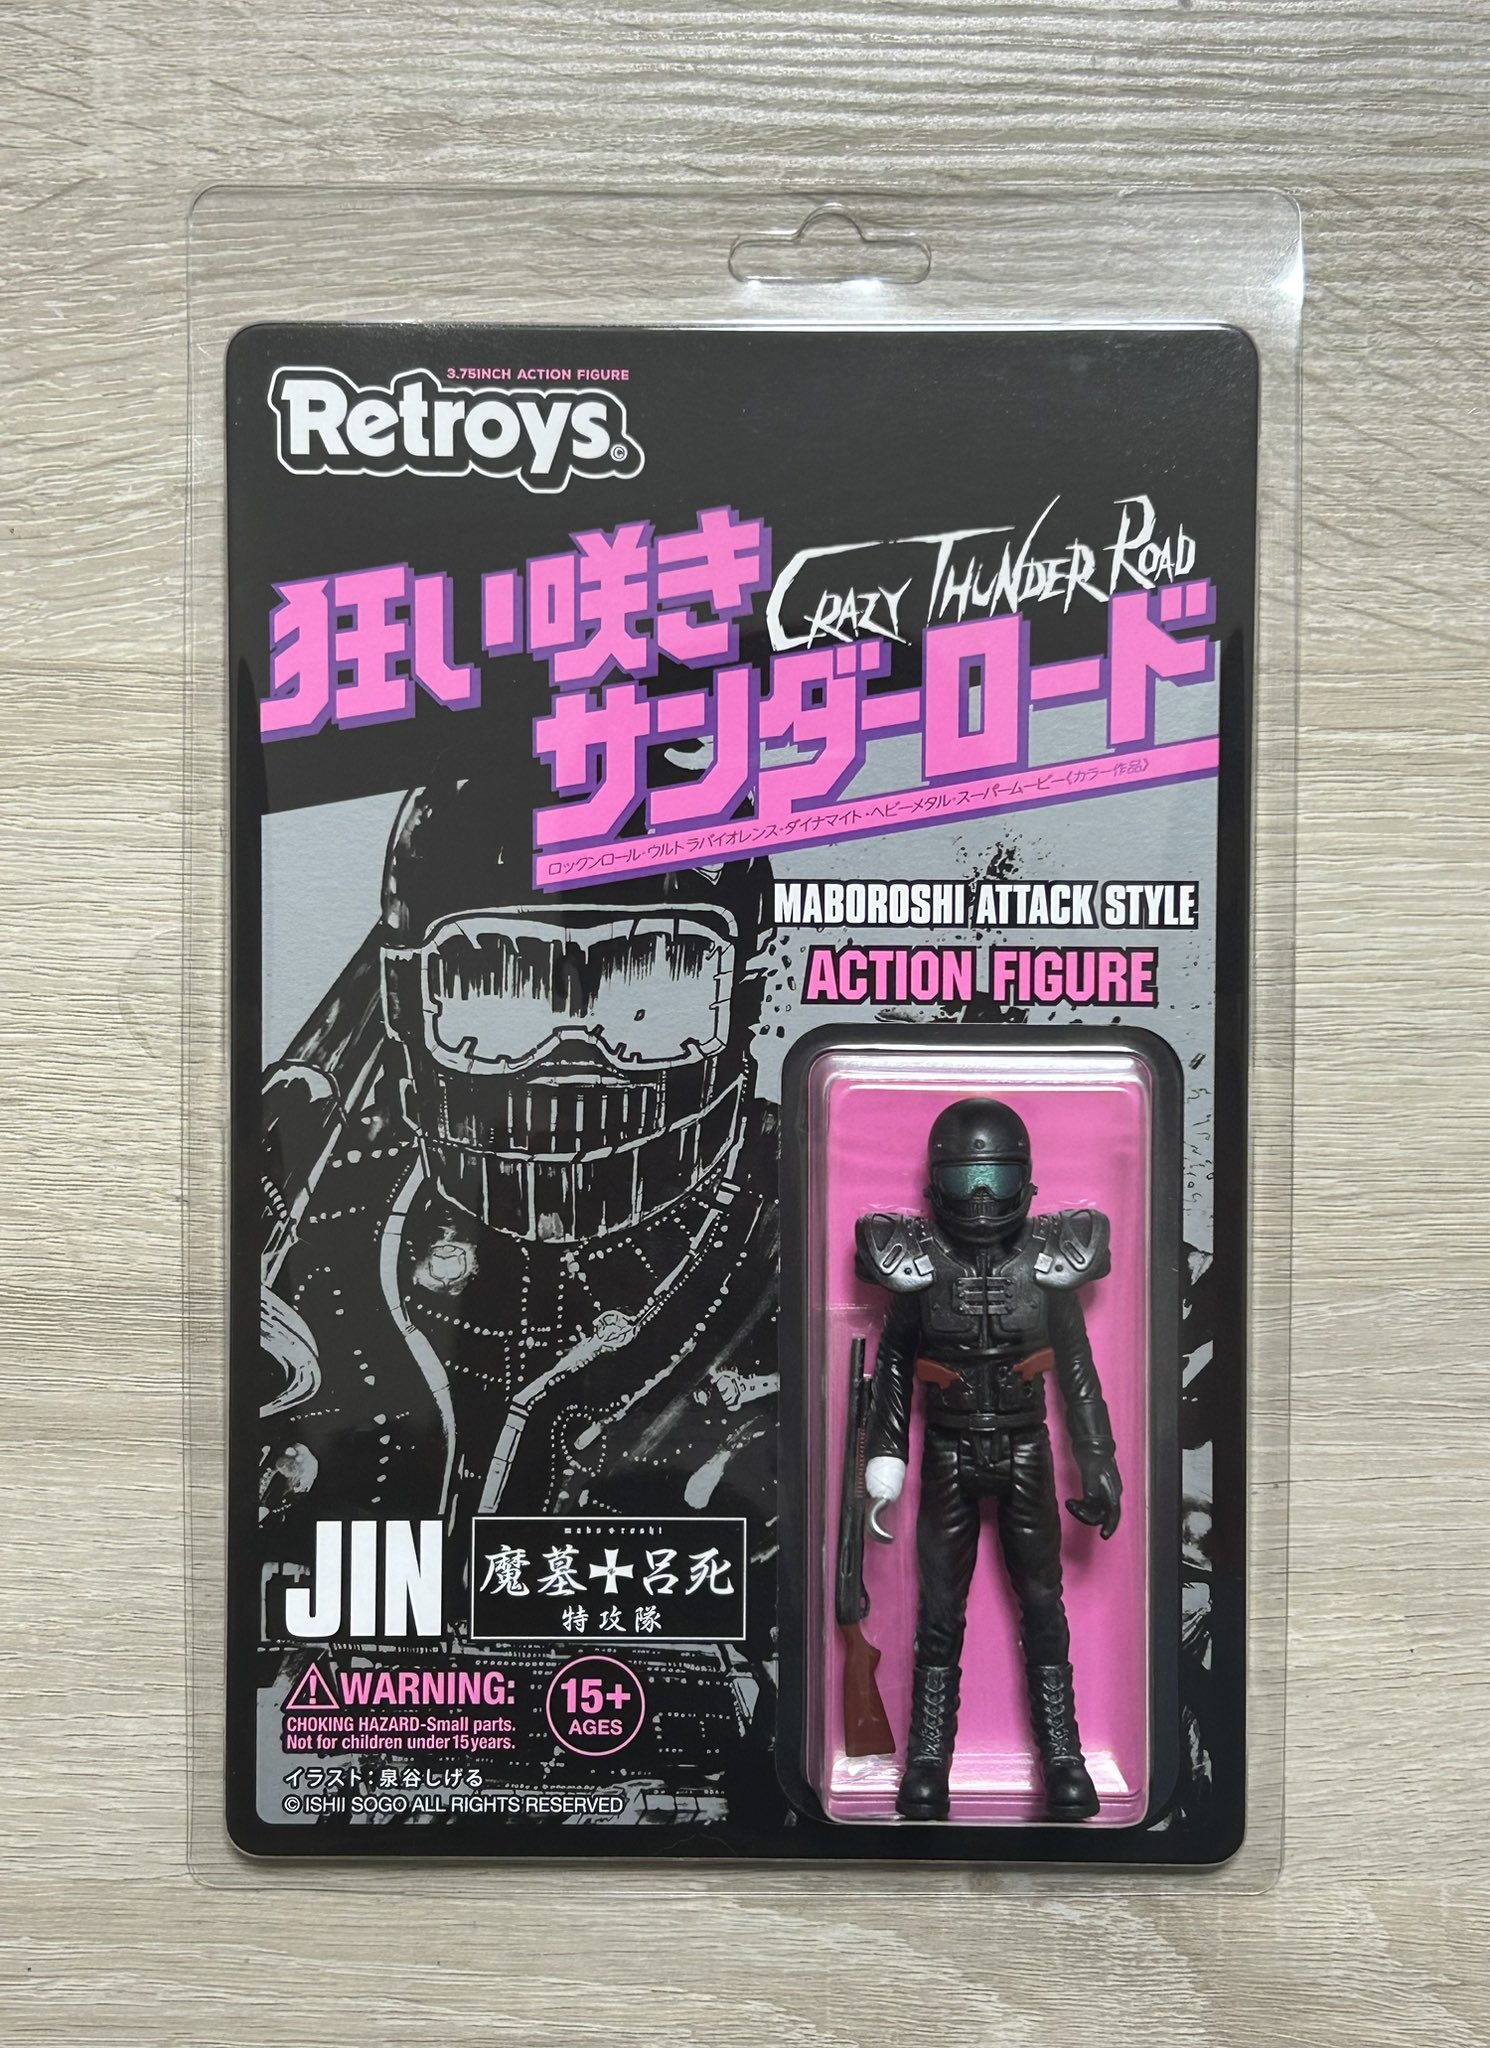 3.75INCH ACTION FIGURE
Retroys.©
狂い咲き
CRAZY THUNDER ROAD
サンダーロード
ロックンロール・ウルトラバイオレンス・ダイナマイト・ヘビーメタル・スーパームービー《カラー作品》
MABOROSHI ATTACK STYLE
ACTION FIGURE
JIN
maboroshi
魔墓呂死
特攻隊
WARNING:
CHOKING HAZARD-Small parts.
Not for children under 15 years.
15+
AGES
イラスト:泉谷しげる
© ISHII SOGO ALL RIGHTS RESERVED